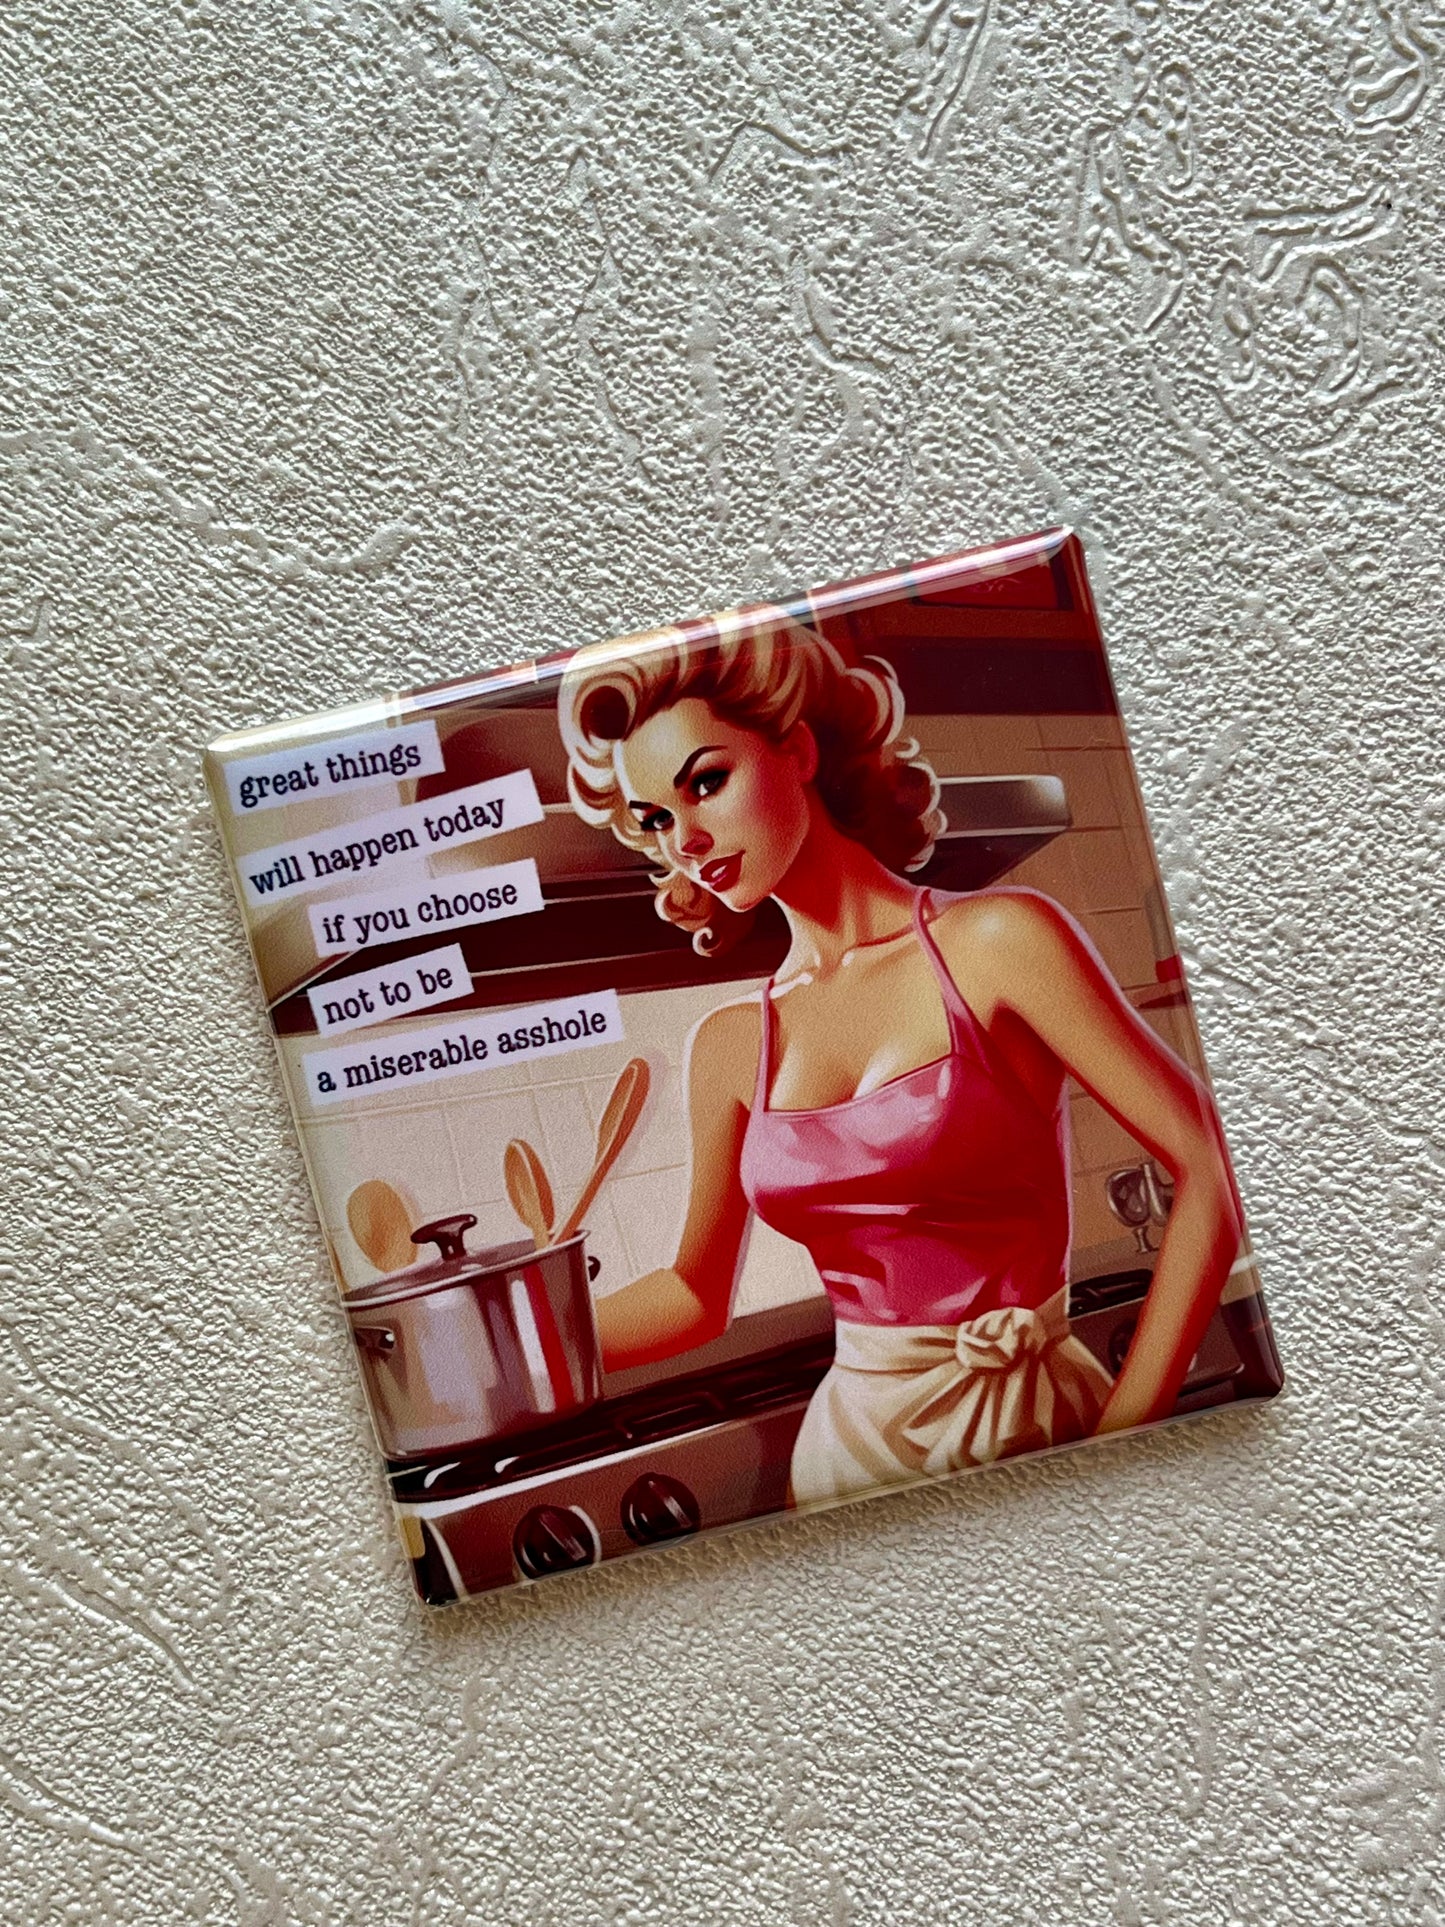 great things
will happen today
if you choose
not to be
a miserable asshole